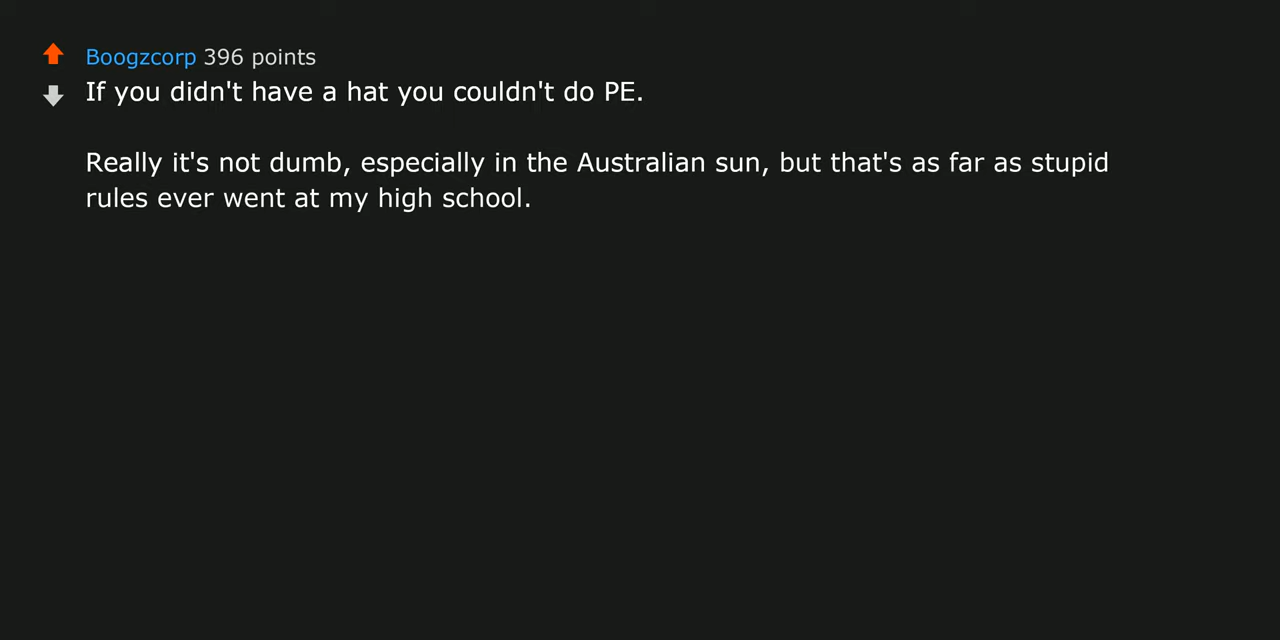 Boogzcorp 396 points
If you didn't have a hat you couldn't do PE.
Really it's not dumb, especially in the Australian sun, but that's as far as stupid
rules ever went at my high school.